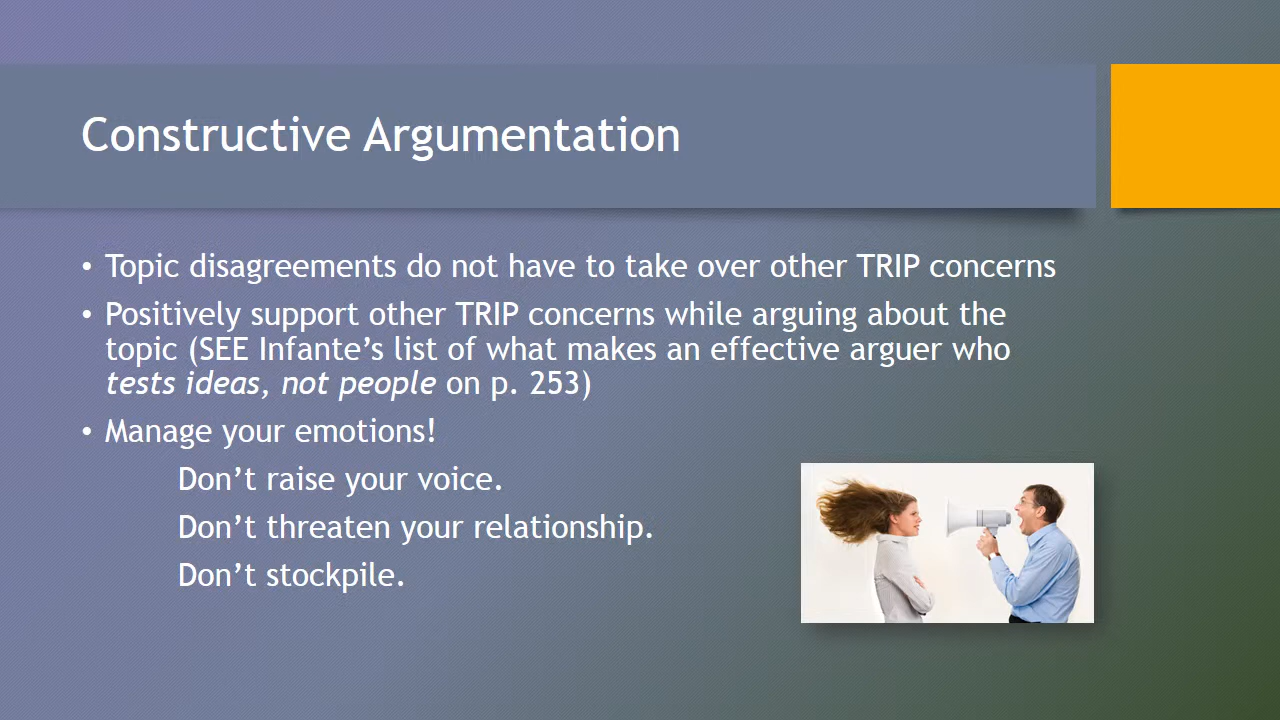 Constructive Argumentation
• Topic disagreements do not have to take over other TRIP concerns
• Positively support other TRIP concerns while arguing about the
topic (SEE Infante’s list of what makes an effective arguer who
tests ideas, not people on p. 253)
• Manage your emotions!
Don’t raise your voice.
Don’t threaten your relationship.
Don’t stockpile.